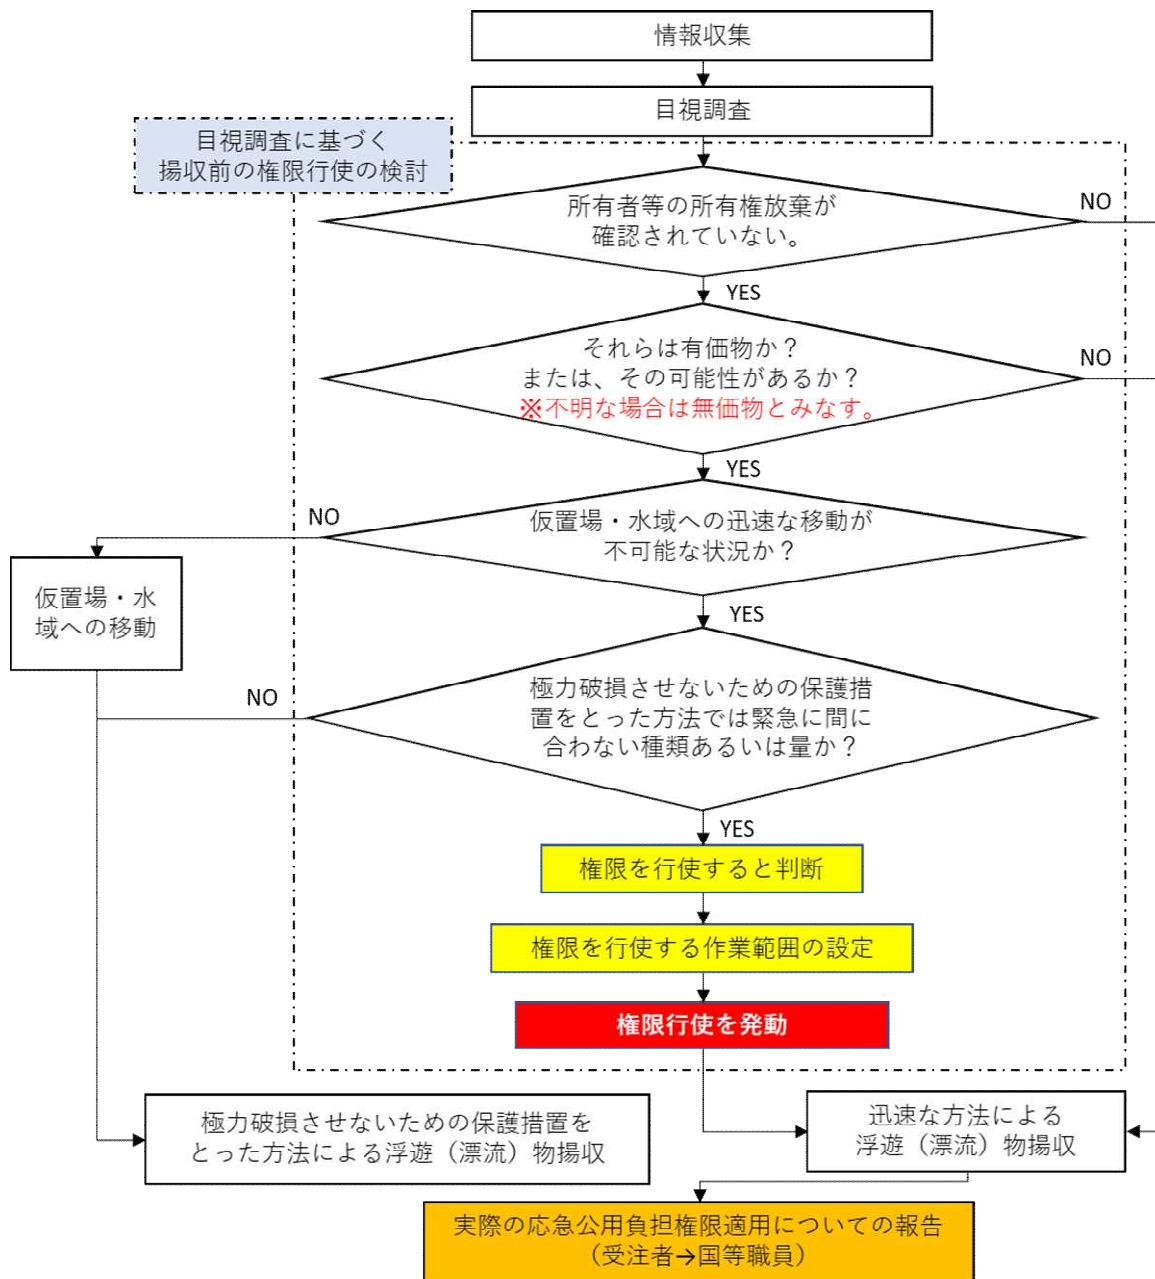 情報収集
目視調査
目視調査に基づく
揚収前の権限行使の検討
所有者等の所有権放棄が
確認されていない。
NO
YES
それらは有価物か？
または、その可能性があるか？
※不明な場合は無価物とみなす。
NO
YES
仮置場・水域への迅速な移動が
不可能な状況か？
NO
YES
仮置場・水
域への移動
極力破損させないための保護措
置をとった方法では緊急に間に
合わない種類あるいは量か？
NO
YES
権限を行使すると判断
権限を行使する作業範囲の設定
権限行使を発動
極力破損させないための保護措置を
とった方法による浮遊（漂流）物揚収
迅速な方法による
浮遊（漂流）物揚収
実際の応急公用負担権限適用についての報告
（受注者→国等職員）